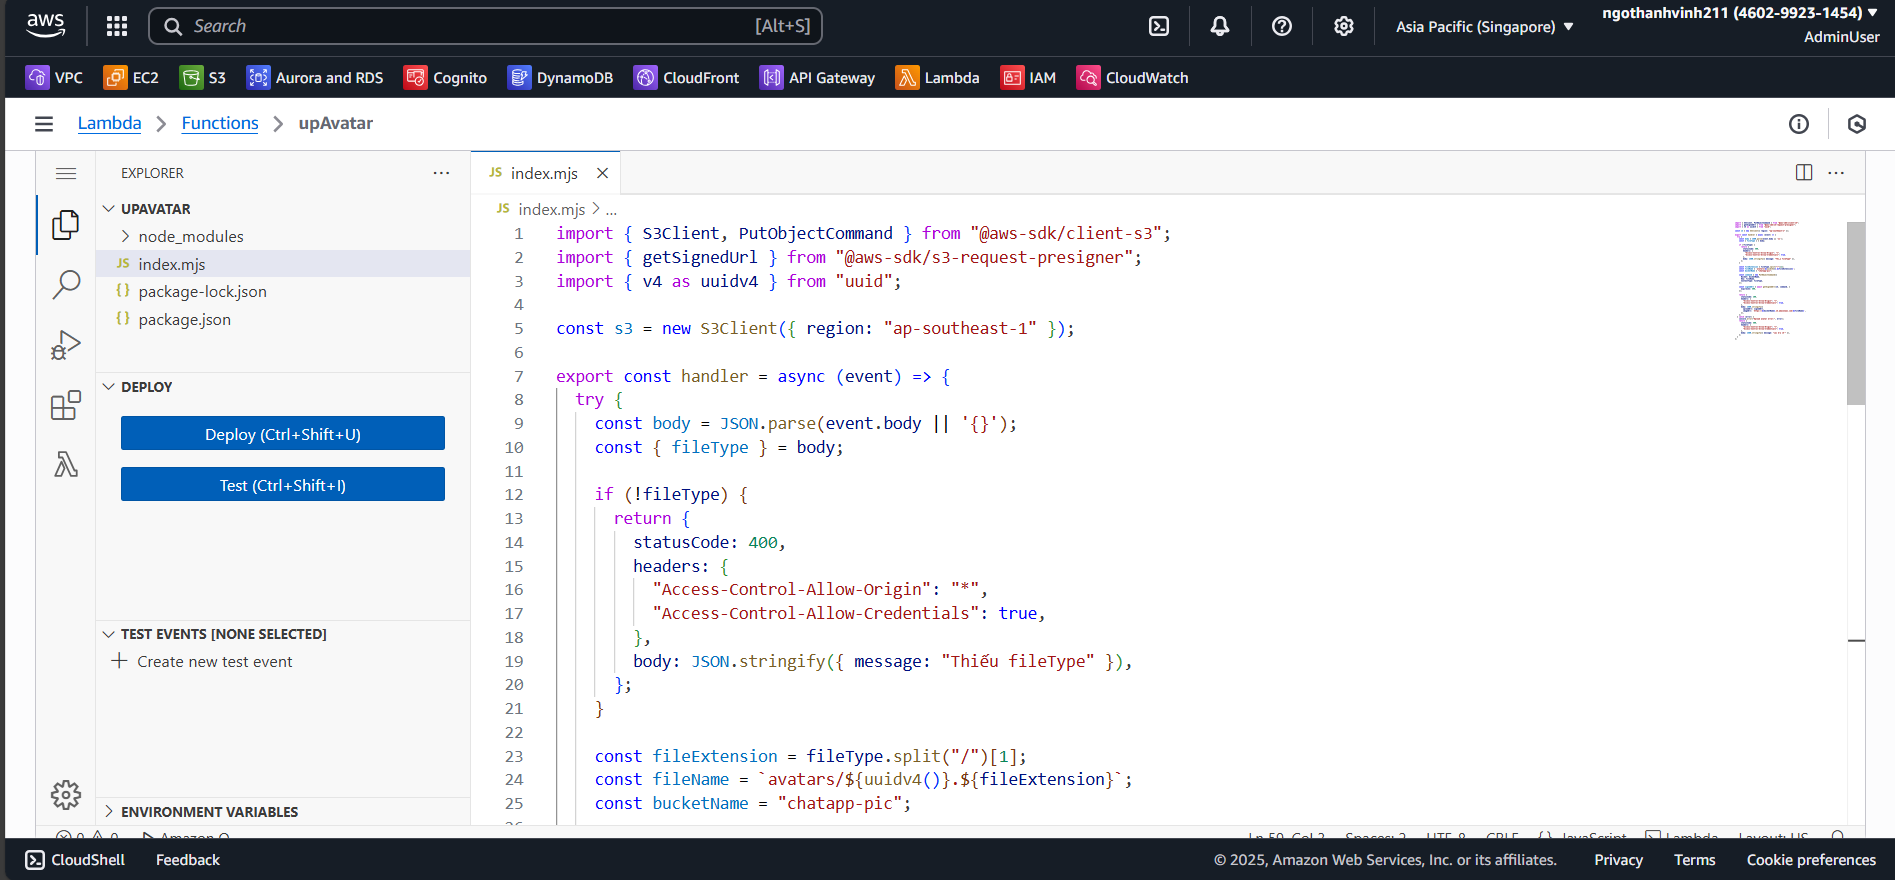 aws
Search [Alt+S]
Asia Pacific (Singapore) ▼
ngothanhvinh211 (4602-9923-1454) ▼
AdminUser
VPC EC2 S3 Aurora and RDS Cognito DynamoDB CloudFront API Gateway Lambda IAM CloudWatch
Lambda > Functions > upAvatar
EXPLORER ...
UPAVATAR
node_modules
JS index.mjs
{} package-lock.json
{} package.json
DEPLOY
Deploy (Ctrl+Shift+U)
Test (Ctrl+Shift+I)
TEST EVENTS [NONE SELECTED]
+ Create new test event
ENVIRONMENT VARIABLES
JS index.mjs ×
JS index.mjs > ...
1 import { S3Client, PutObjectCommand } from "@aws-sdk/client-s3";
2 import { getSignedUrl } from "@aws-sdk/s3-request-presigner";
3 import { v4 as uuidv4 } from "uuid";
4
5 const s3 = new S3Client({ region: "ap-southeast-1" });
6
7 export const handler = async (event) => {
8 try {
9 const body = JSON.parse(event.body || '{}');
10 const { fileType } = body;
11
12 if (!fileType) {
13 return {
14 statusCode: 400,
15 headers: {
16 "Access-Control-Allow-Origin": "*",
17 "Access-Control-Allow-Credentials": true,
18 },
19 body: JSON.stringify({ message: "Thiếu fileType" }),
20 };
21 }
22
23 const fileExtension = fileType.split("/")[1];
24 const fileName = `avatars/${uuidv4()}.${fileExtension}`;
25 const bucketName = "chatapp-pic";
CloudShell Feedback
© 2025, Amazon Web Services, Inc. or its affiliates. Privacy Terms Cookie preferences